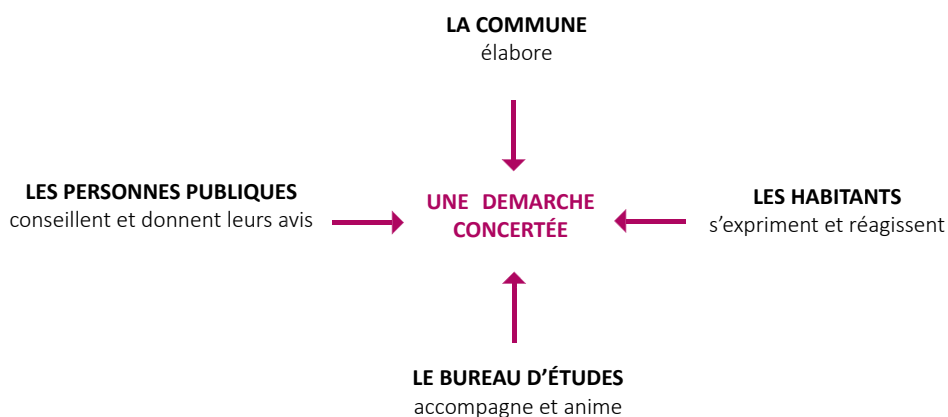 LA COMMUNE
élabore
LES PERSONNES PUBLIQUES
conseillent et donnent leurs avis
UNE DEMARCHE
CONCERTÉE
LES HABITANTS
s'expriment et réagissent
LE BUREAU D'ÉTUDES
accompagne et anime